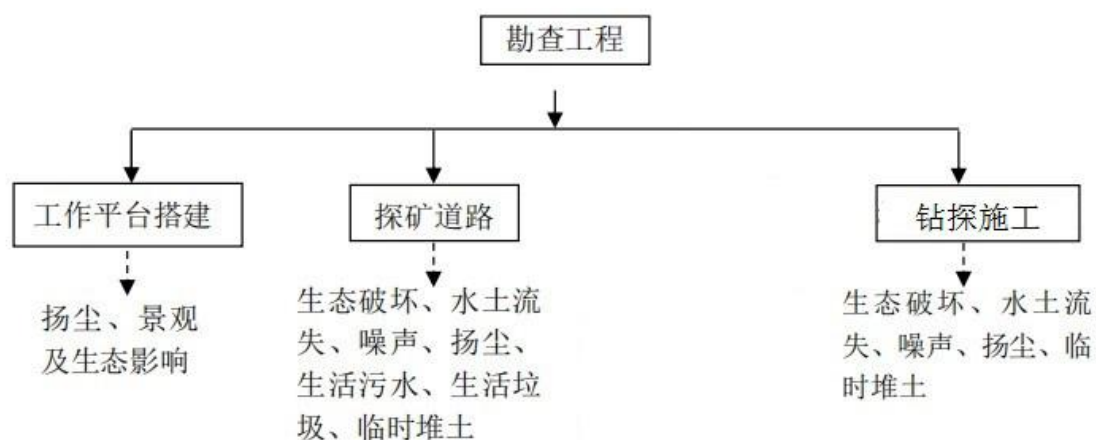 勘查工程
工作平台搭建
探矿道路
钻探施工
扬尘、景观
及生态影响
生态破坏、水土流
失、噪声、扬尘、
生活污水、生活垃
圾、临时堆土
生态破坏、水土流
失、噪声、扬尘、临
时堆土